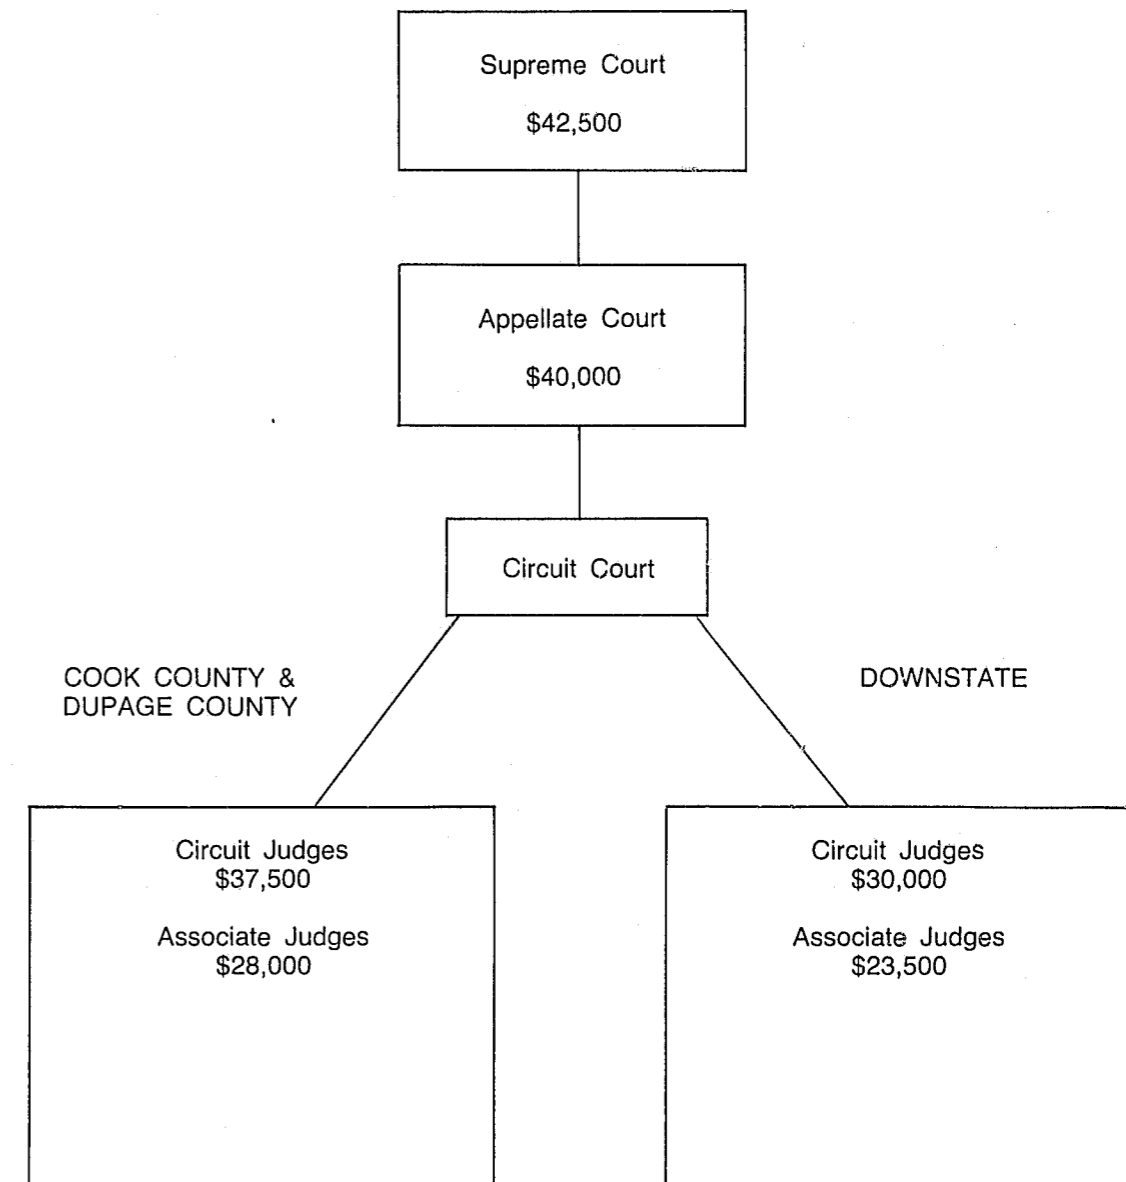 Supreme Court
$42,500
Appellate Court
$40,000
Circuit Court
COOK COUNTY &
DUPAGE COUNTY
DOWNSTATE
Circuit Judges
$37,500
Associate Judges
$28,000
Circuit Judges
$30,000
Associate Judges
$23,500